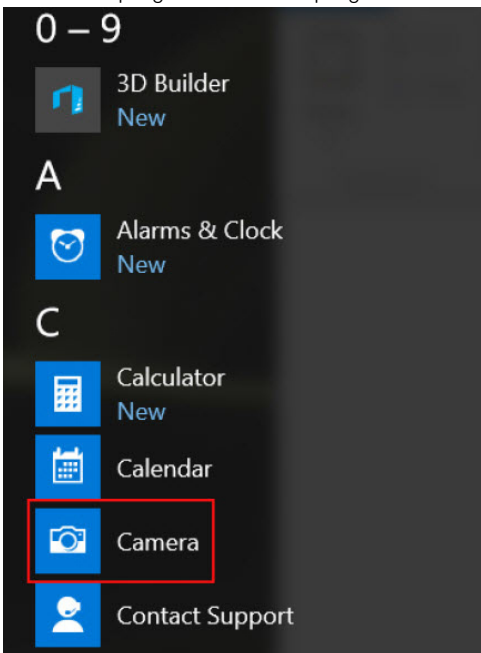 0 – 9
3D Builder
New
A
Alarms & Clock
New
C
Calculator
New
Calendar
Camera
Contact Support